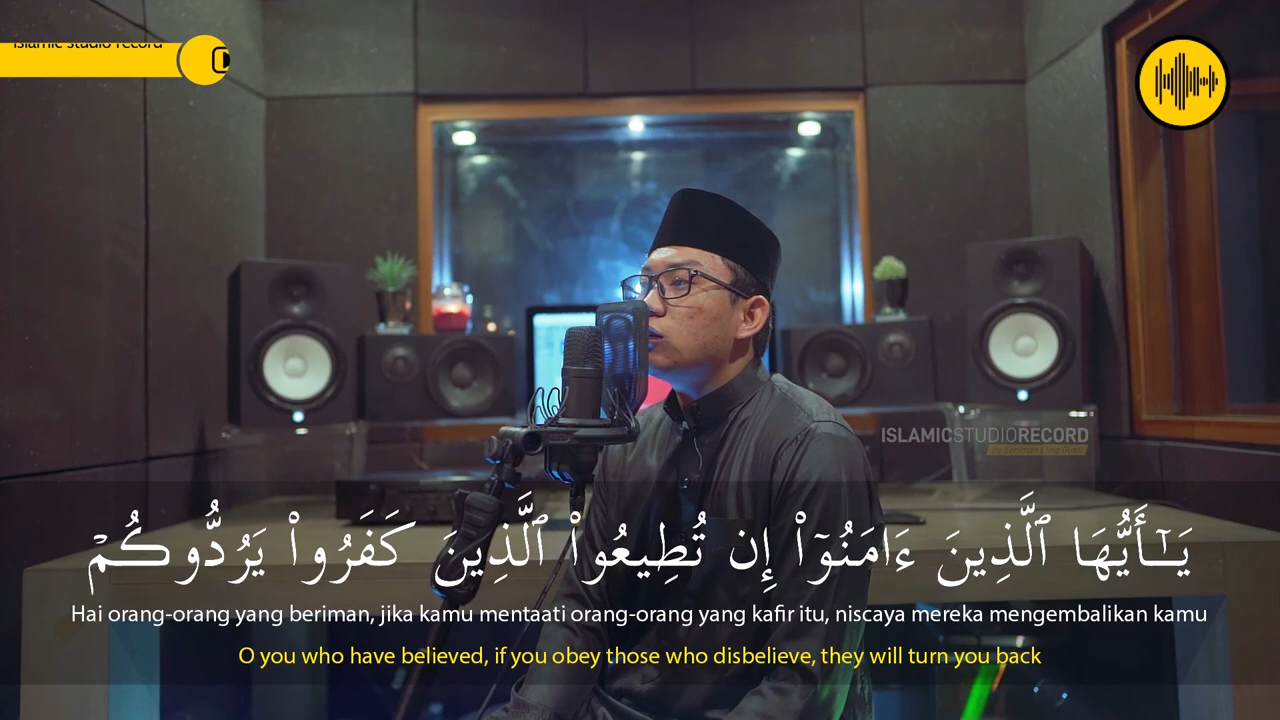 Islamic studio record
ISLAMICSTUDIORECORD
يَـٰٓأَيُّهَا ٱلَّذِينَ ءَامَنُوٓا۟ إِن تُطِيعُوا۟ ٱلَّذِينَ كَفَرُوا۟ يَرُدُّوكُمْ
Hai orang-orang yang beriman, jika kamu mentaati orang-orang yang kafir itu, niscaya mereka mengembalikan kamu
O you who have believed, if you obey those who disbelieve, they will turn you back